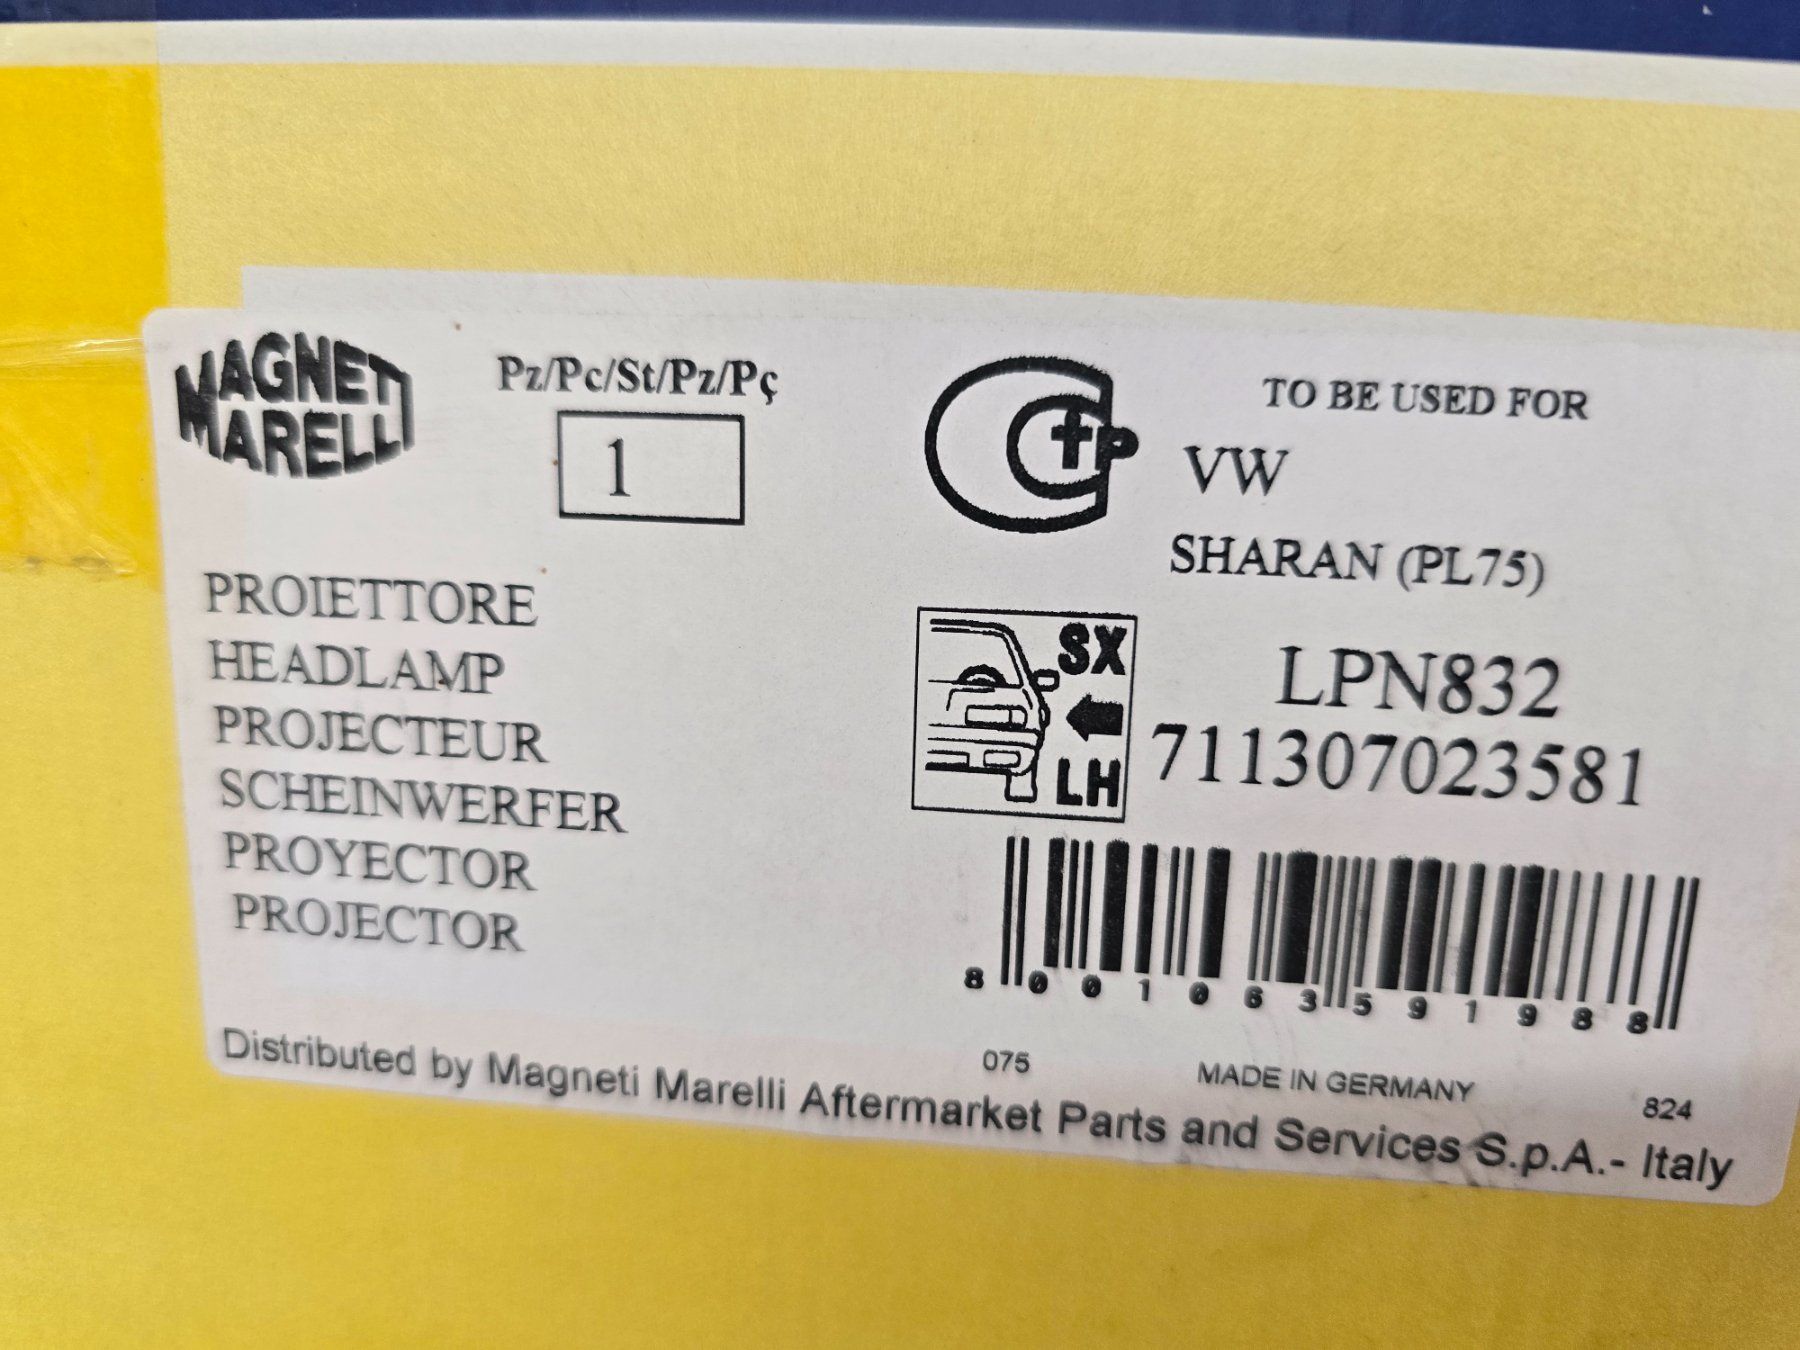 MAGNETI
MARELLI
Pz/Pc/St/Pz/Pç
1
PROIETTORE
HEADLAMP
PROJECTEUR
SCHEINWERFER
PROYECTOR
PROJECTOR
TO BE USED FOR
VW
SHARAN (PL75)
SX
LH
LPN832
711307023581
8001063591988
075
MADE IN GERMANY
824
Distributed by Magneti Marelli Aftermarket Parts and Services S.p.A.- Italy